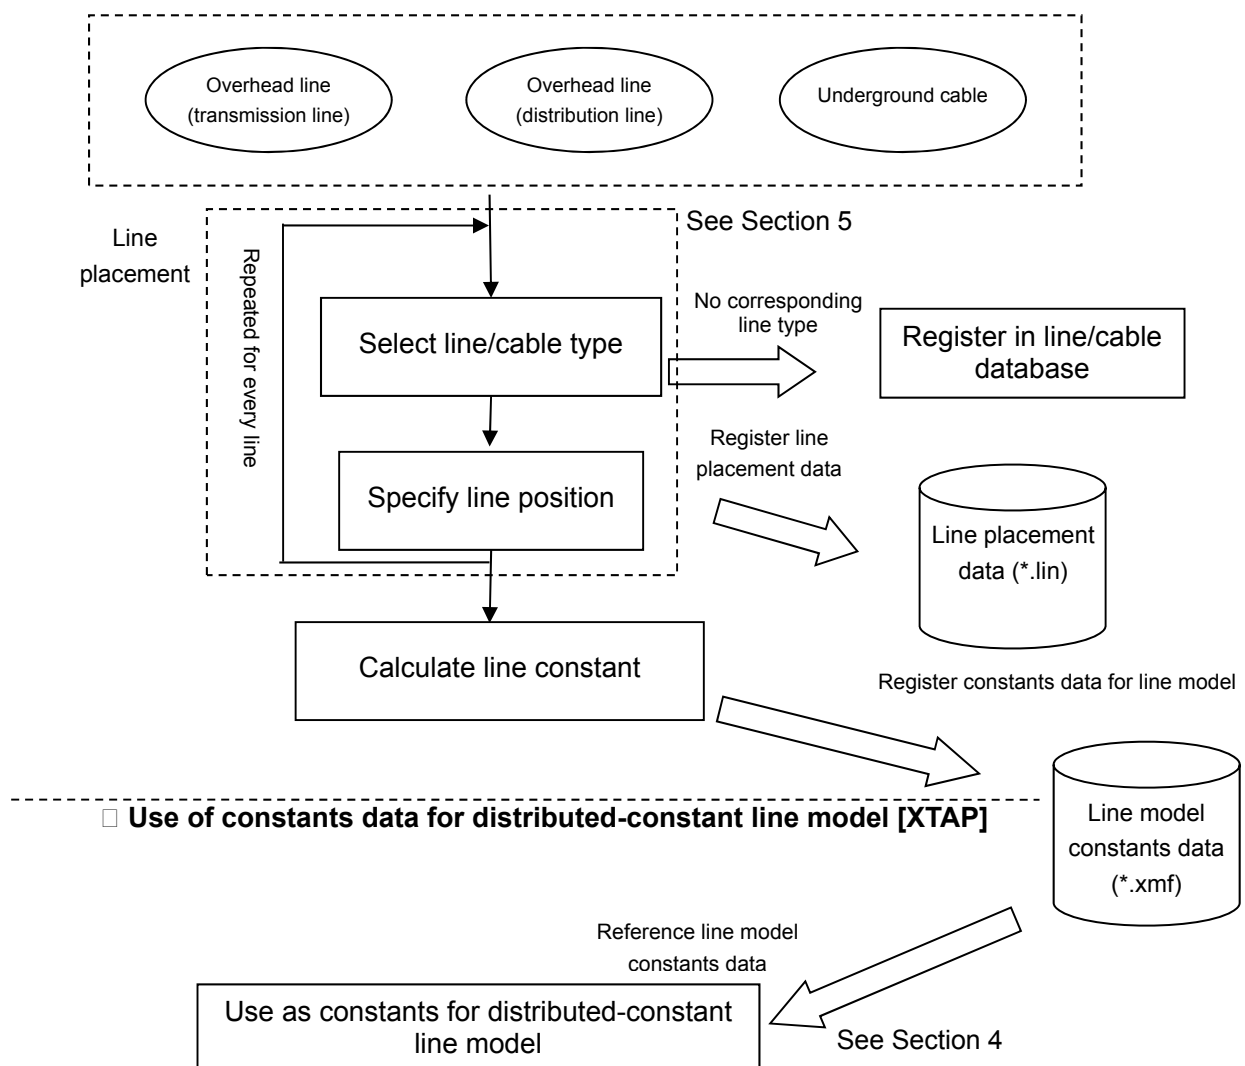 Overhead line
(transmission line)
Overhead line
(distribution line)
Underground cable
See Section 5
Line
placement
Repeated for every line
Select line/cable type
No corresponding
line type
Register in line/cable
database
Register line
placement data
Specify line position
Line placement
data (*.lin)
Calculate line constant
Register constants data for line model
□ Use of constants data for distributed-constant line model [XTAP]
Line model
constants data
(*.xmf)
Reference line model
constants data
Use as constants for distributed-constant
line model
See Section 4